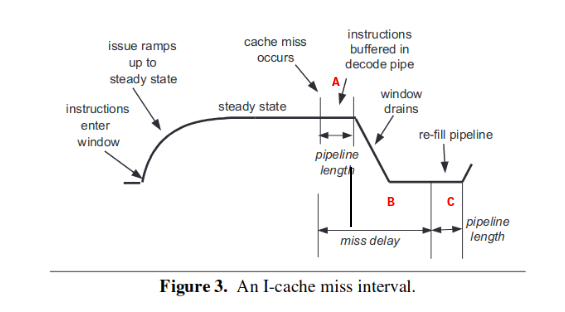 issue ramps
up to
steady state
cache miss
occurs
instructions
buffered in
decode pipe
A
instructions
enter
window
steady state
window
drains
re-fill pipeline
pipeline
length
B
C
miss delay
pipeline
length
Figure 3. An I-cache miss interval.